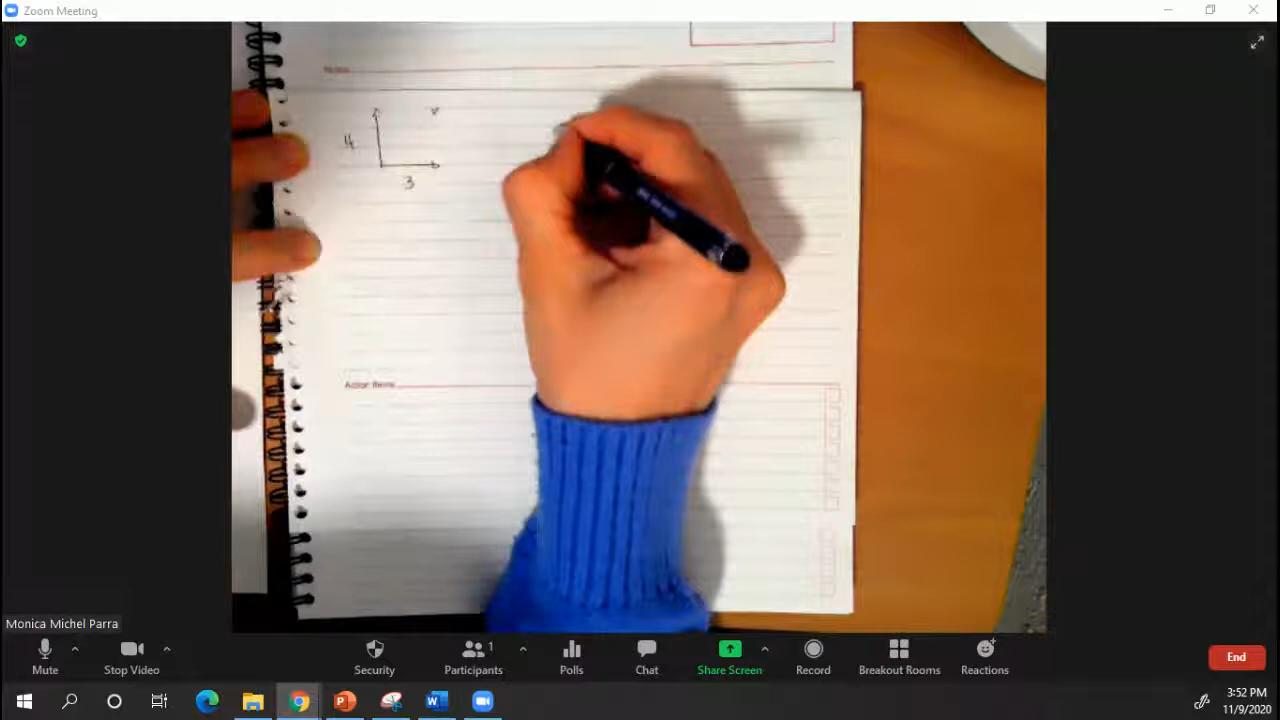 Zoom Meeting
Notes
4
3
Action Items
Monica Michel Parra
Mute
Stop Video
Security
Participants
1
Polls
Chat
Share Screen
Record
Breakout Rooms
Reactions
End
3:52 PM
11/9/2020